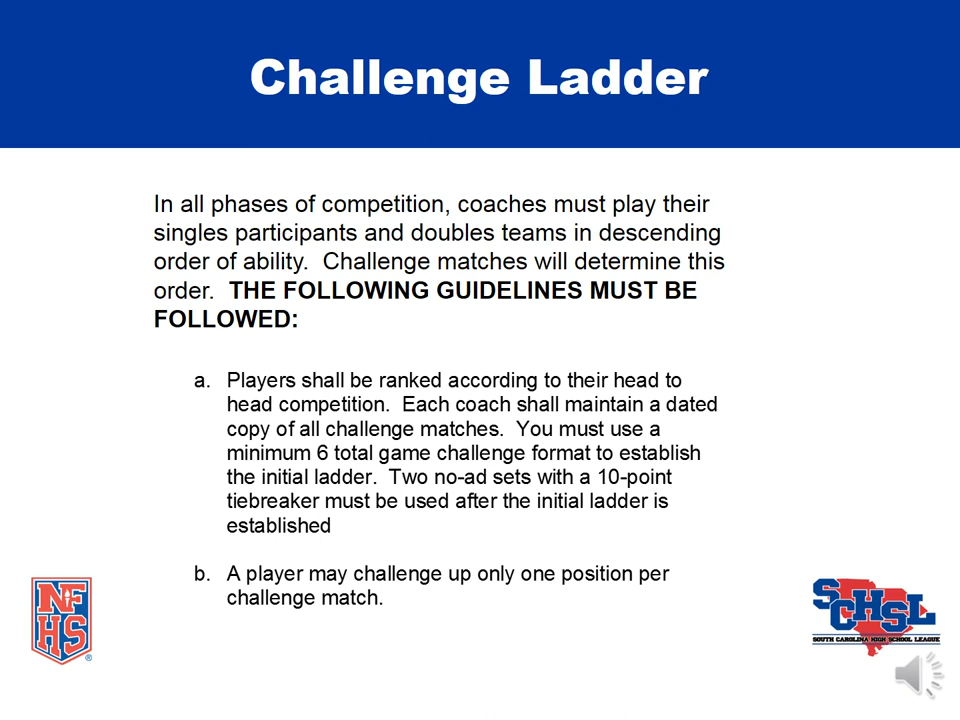 Challenge Ladder
In all phases of competition, coaches must play their
singles participants and doubles teams in descending
order of ability.  Challenge matches will determine this
order.  THE FOLLOWING GUIDELINES MUST BE
FOLLOWED:
a. Players shall be ranked according to their head to
head competition.  Each coach shall maintain a dated
copy of all challenge matches.  You must use a
minimum 6 total game challenge format to establish
the initial ladder.  Two no-ad sets with a 10-point
tiebreaker must be used after the initial ladder is
established
b. A player may challenge up only one position per
challenge match.
NF
HS
®
SCHSL
SOUTH CAROLINA HIGH SCHOOL LEAGUE